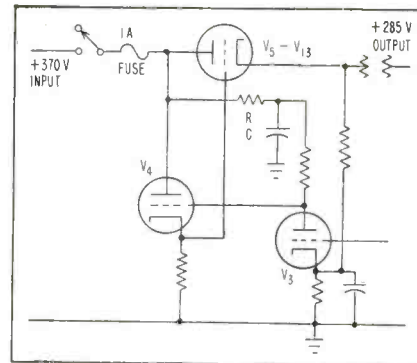 +370 V
INPUT
1A
FUSE
V5 – V13
+285 V
OUTPUT
R
C
V4
V3